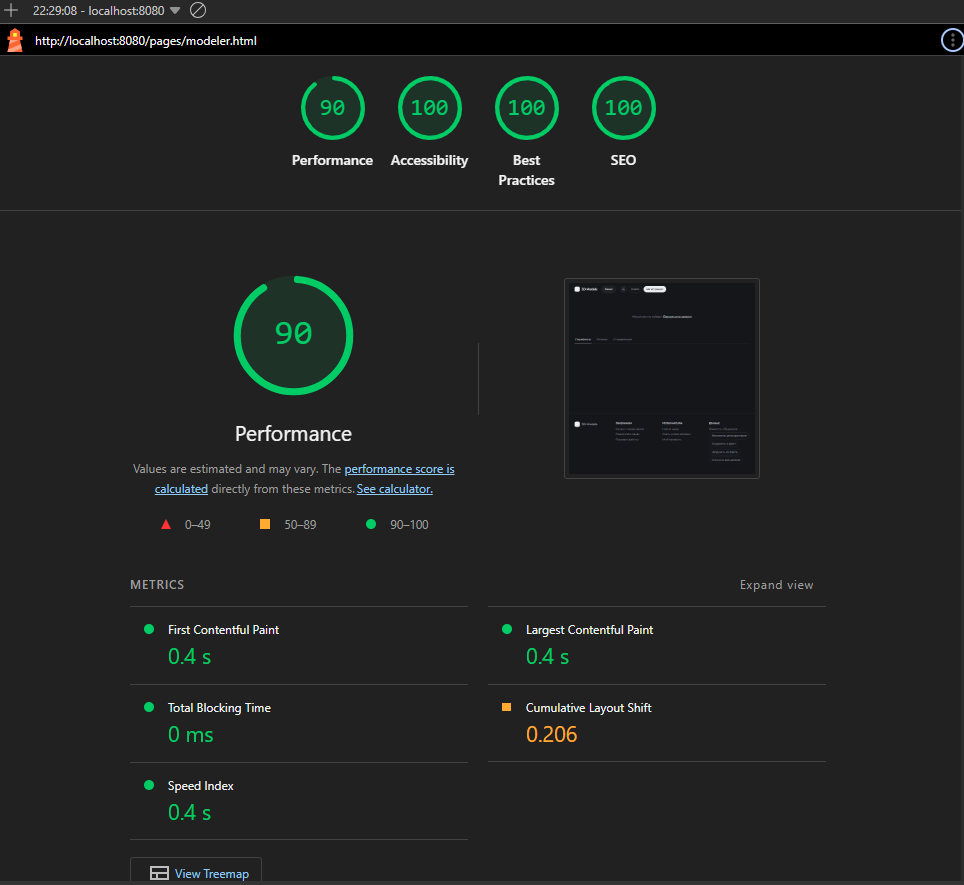 22:29:08 - localhost:8080
http://localhost:8080/pages/modeler.html
90
100
100
100
Performance
Accessibility
Best
Practices
SEO
90
Performance
Values are estimated and may vary. The performance score is
calculated directly from these metrics. See calculator.
0–49
50–89
90–100
METRICS
Expand view
First Contentful Paint
0.4 s
Largest Contentful Paint
0.4 s
Total Blocking Time
0 ms
Cumulative Layout Shift
0.206
Speed Index
0.4 s
View Treemap